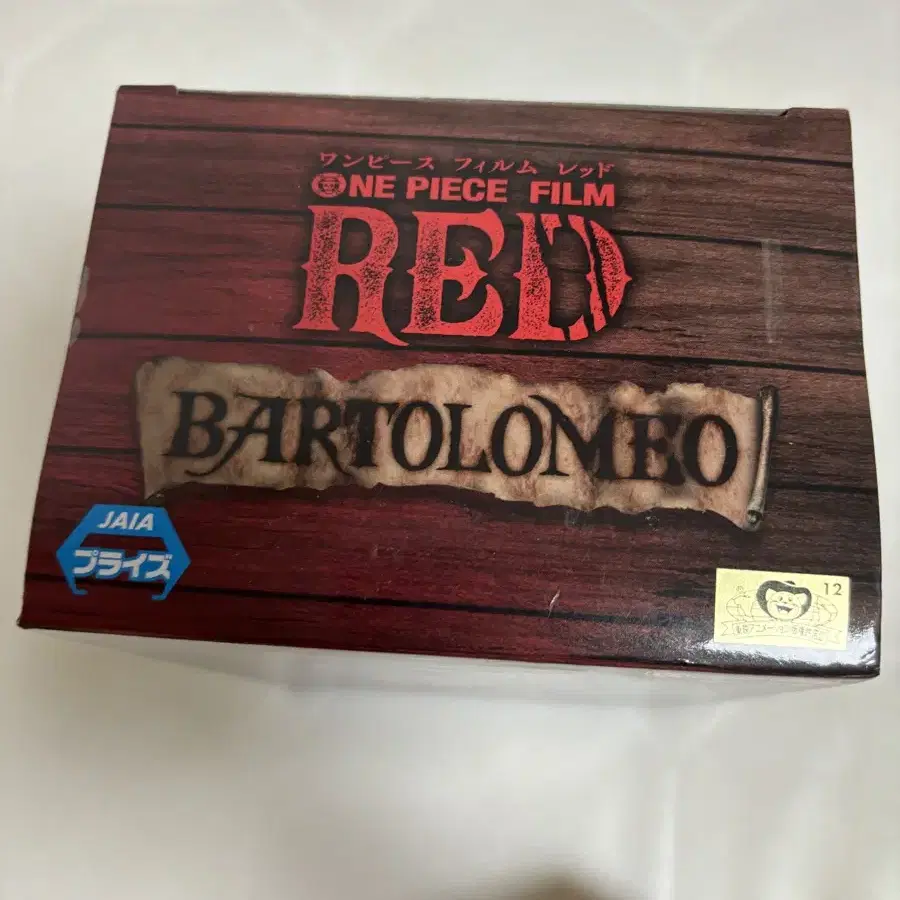 ワンピース フィルム レッド
ONE PIECE FILM
RED
BARTOLOMEO
JAIA
プライズ
12